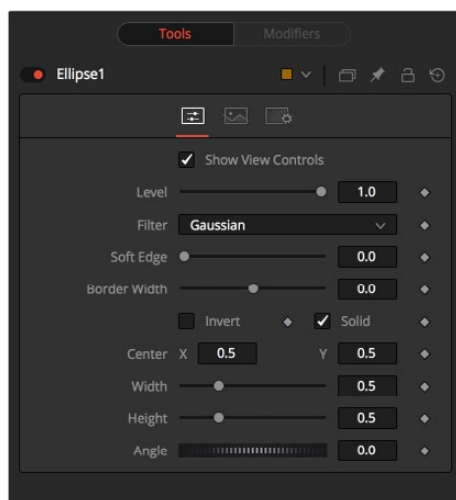 Tools Modifiers
Ellipse1
Show View Controls
Level 1.0
Filter Gaussian
Soft Edge 0.0
Border Width 0.0
Invert Solid
Center X 0.5 Y 0.5
Width 0.5
Height 0.5
Angle 0.0